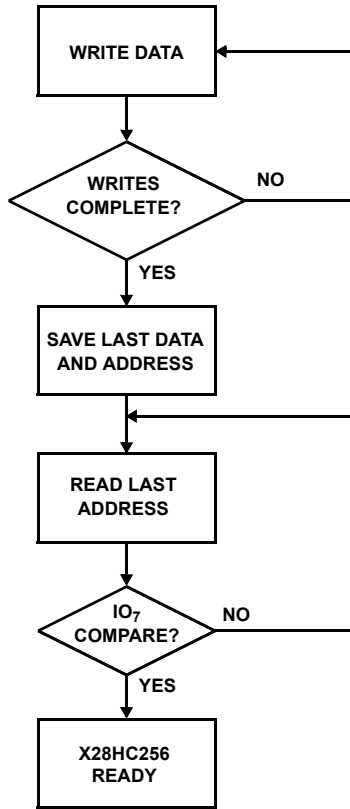 WRITE DATA
WRITES
COMPLETE?
NO
YES
SAVE LAST DATA
AND ADDRESS
READ LAST
ADDRESS
IO₇
COMPARE?
NO
YES
X28HC256
READY